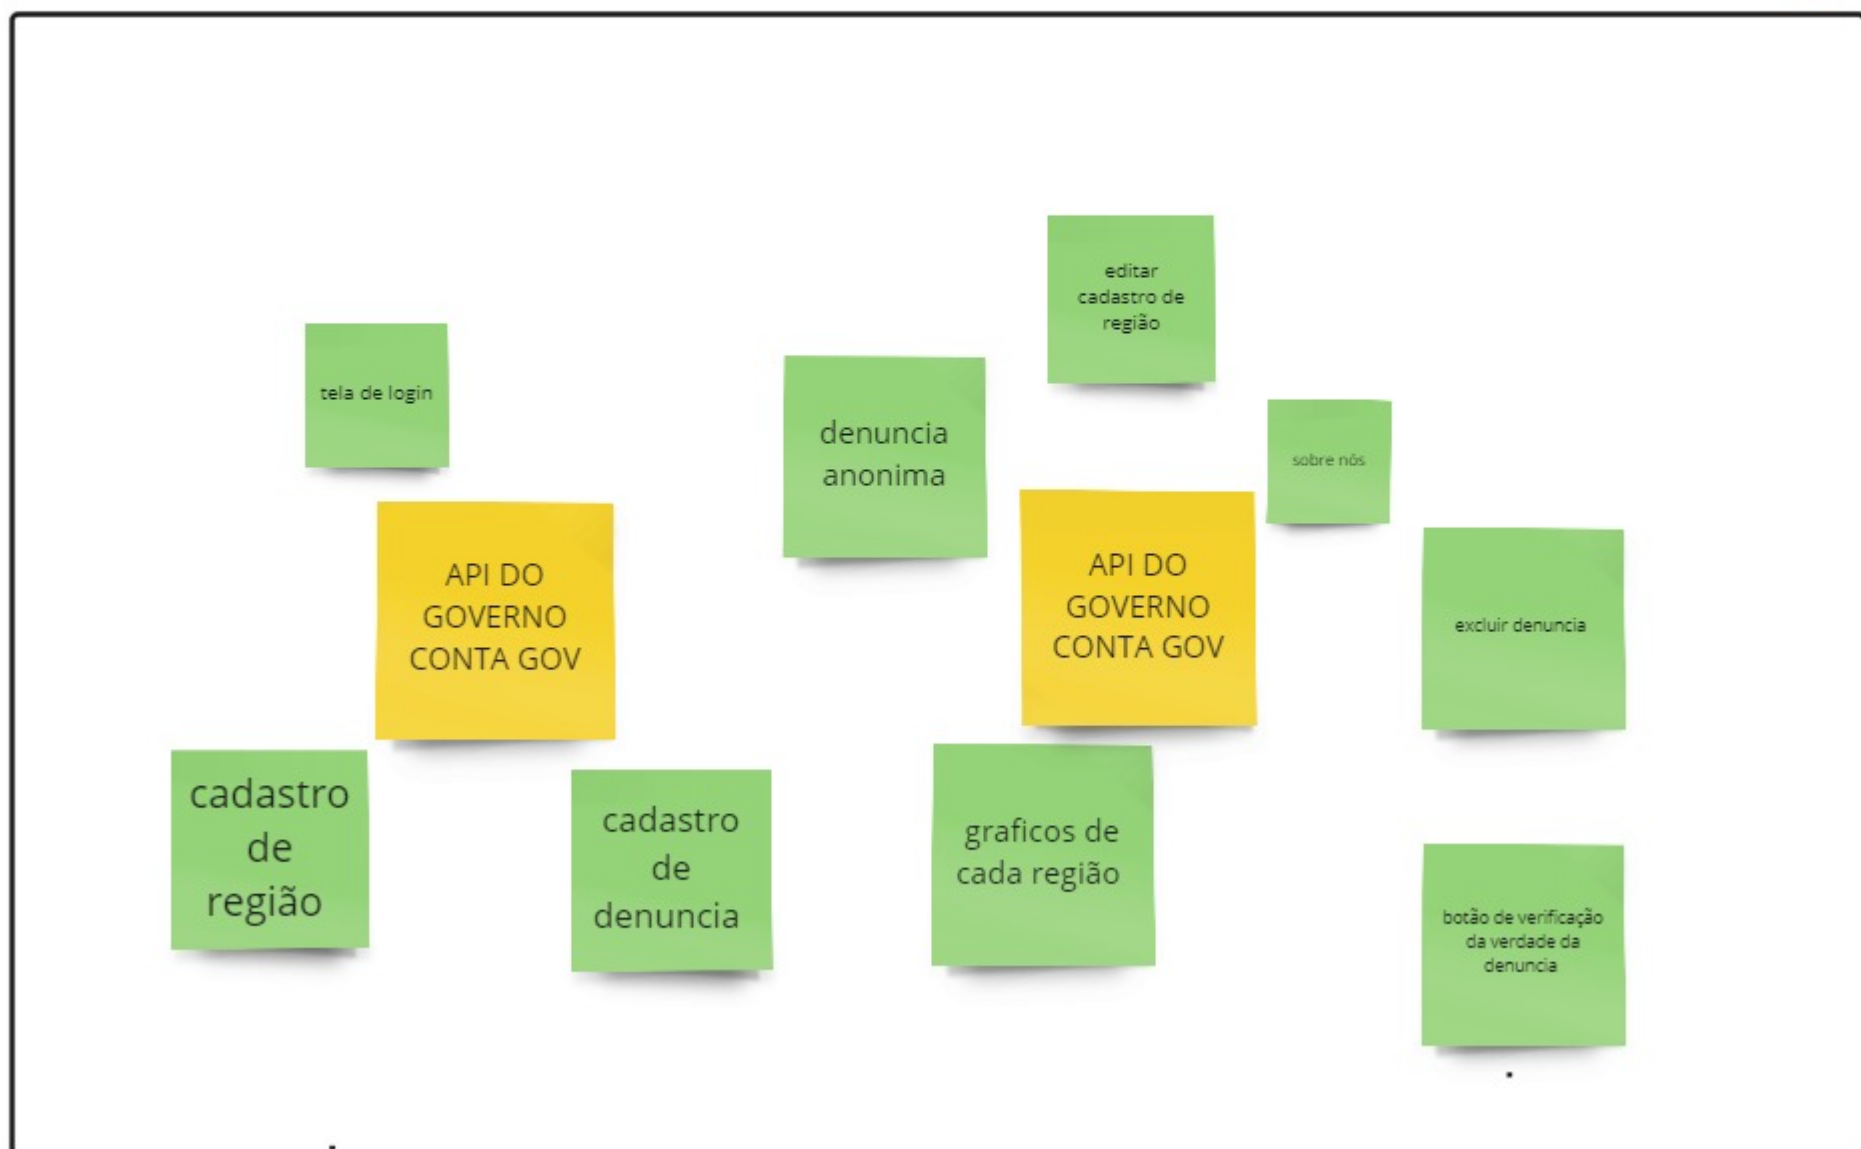 editar
cadastro de
região
tela de login
denuncia
anonima
sobre nós
API DO
GOVERNO
CONTA GOV
API DO
GOVERNO
CONTA GOV
excluir denuncia
cadastro
de
região
cadastro
de
denuncia
graficos de
cada região
botão de verificação
da verdade da
denuncia